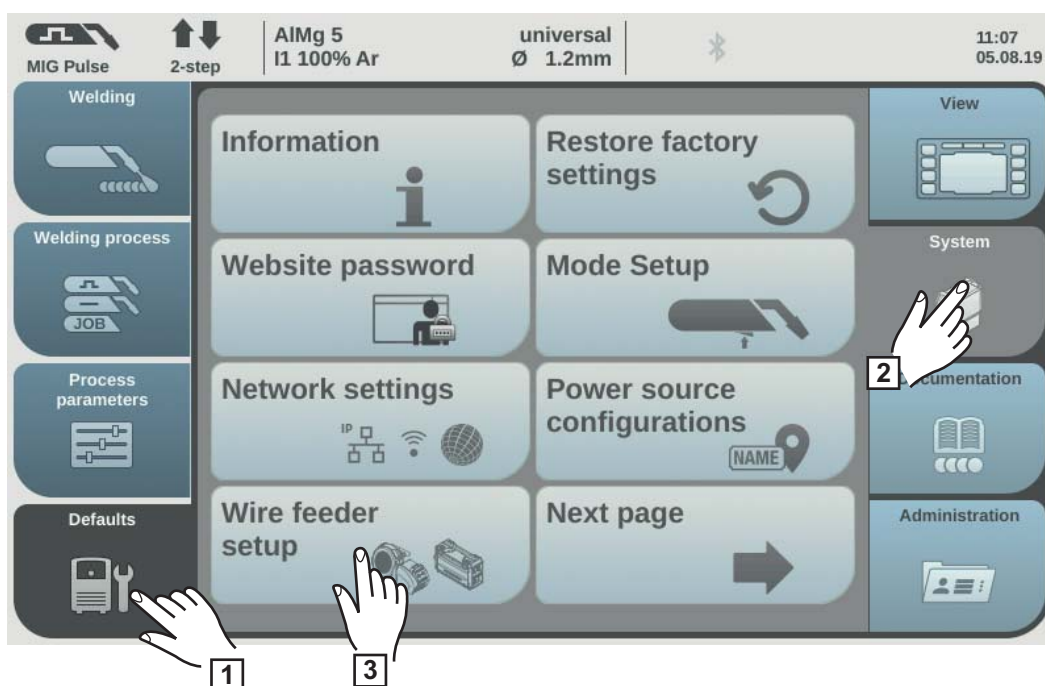 MIG Pulse
2-step
AlMg 5
I1 100% Ar
universal
Ø 1.2mm
11:07
05.08.19
Welding
Welding process
JOB
Process
parameters
Defaults
Information
Restore factory
settings
Website password
Mode Setup
Network settings
IP
Power source
configurations
NAME
Wire feeder
setup
Next page
View
System
Documentation
Administration
1
2
3